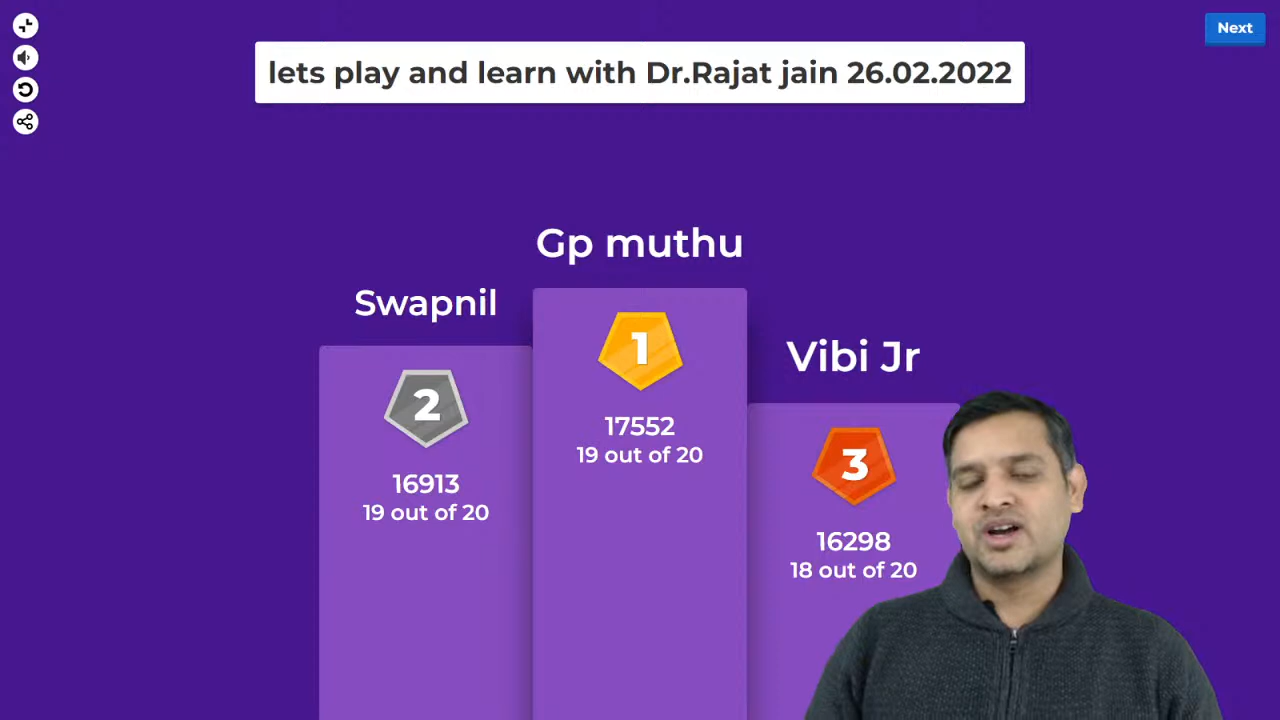 Next
lets play and learn with Dr.Rajat jain 26.02.2022
Gp muthu
1
17552
19 out of 20
Swapnil
2
16913
19 out of 20
Vibi Jr
3
16298
18 out of 20